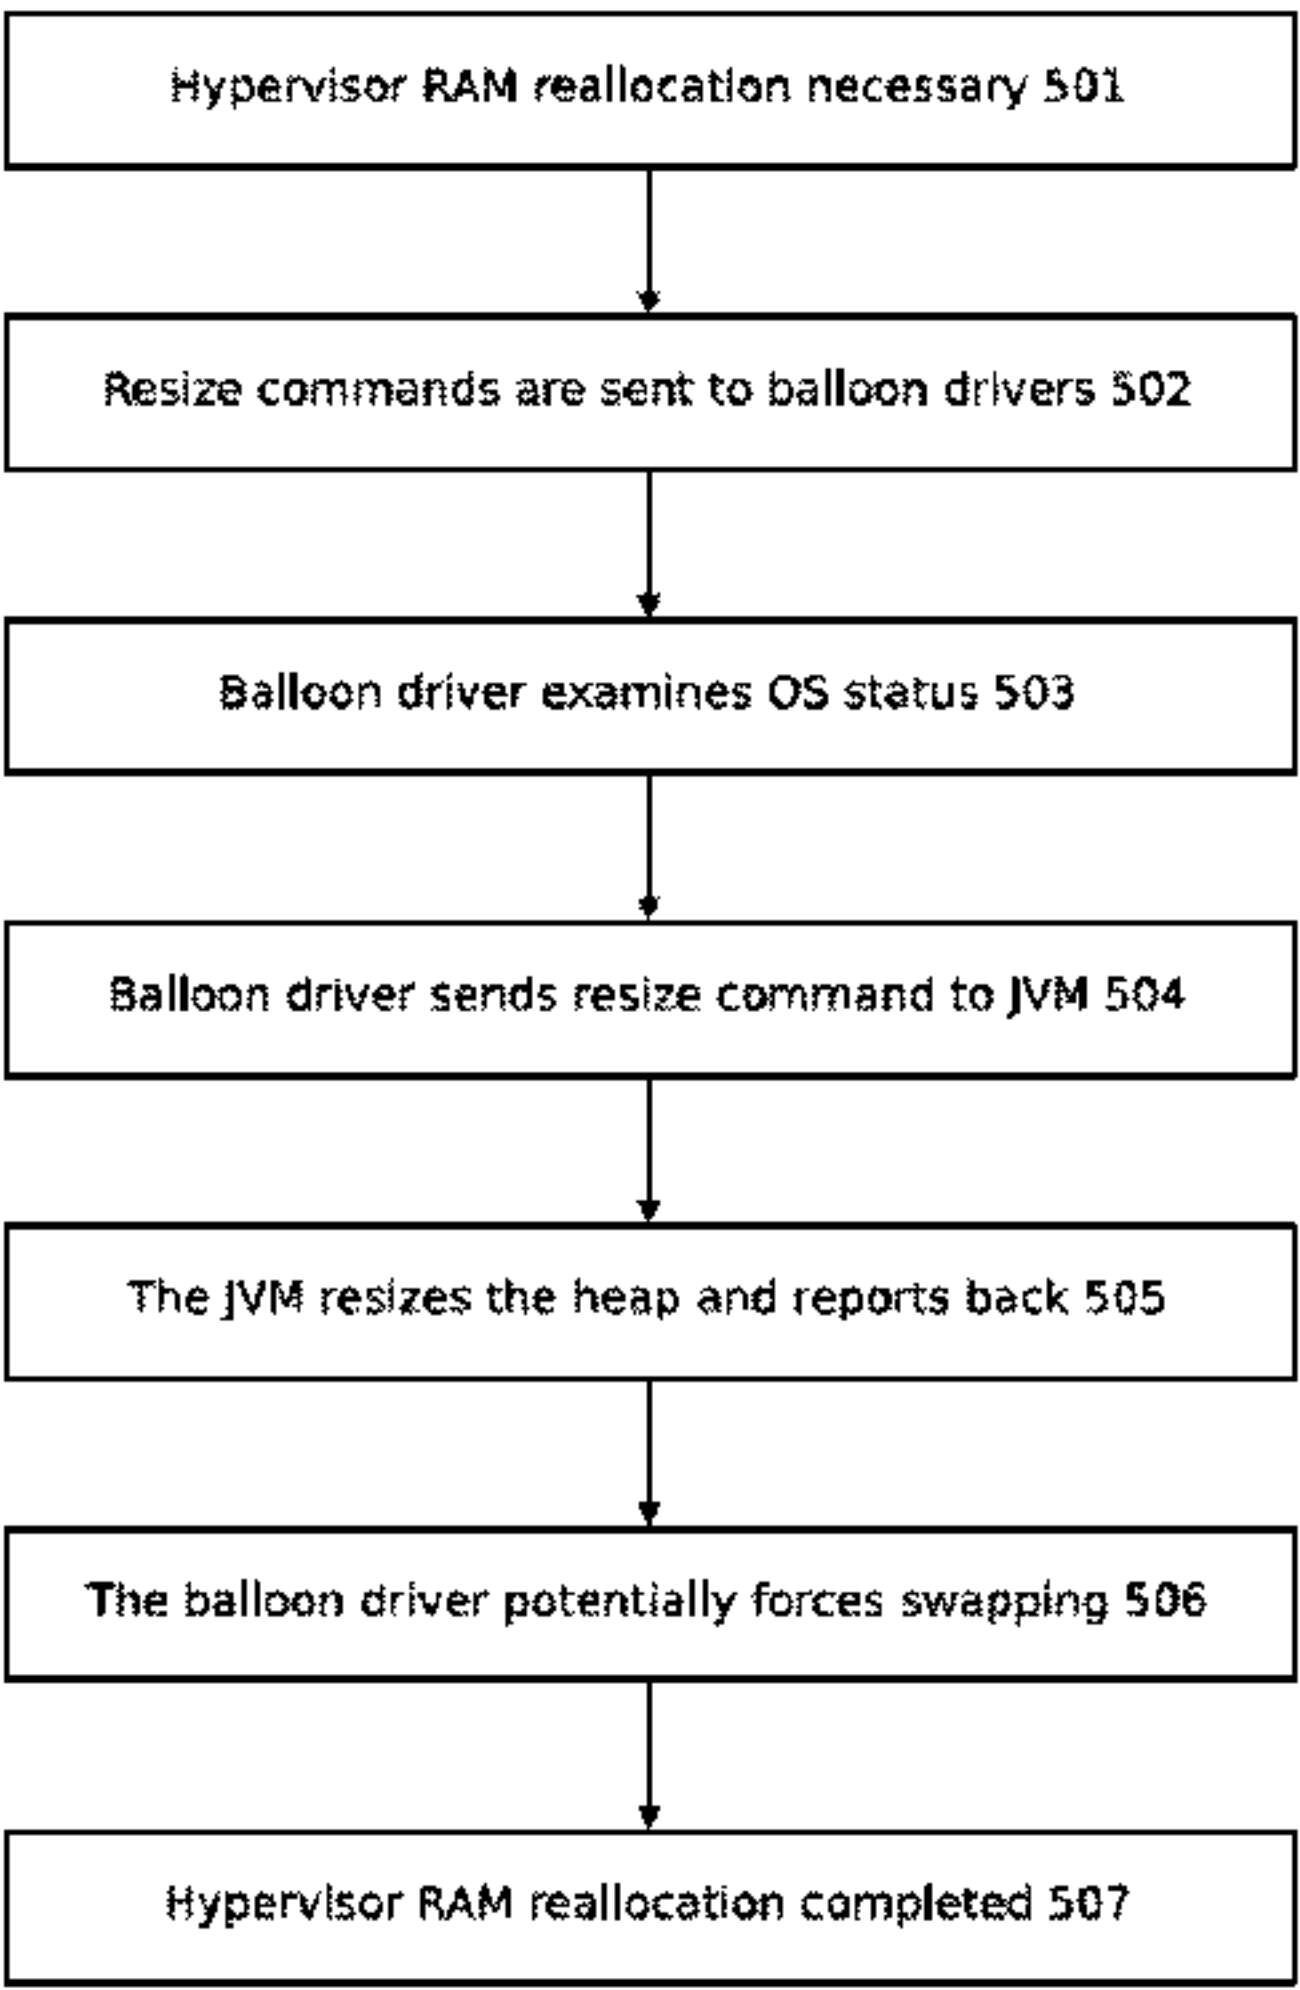 Hypervisor RAM reallocation necessary 501
Resize commands are sent to balloon drivers 502
Balloon driver examines OS status 503
Balloon driver sends resize command to JVM 504
The JVM resizes the heap and reports back 505
The balloon driver potentially forces swapping 506
Hypervisor RAM reallocation completed 507